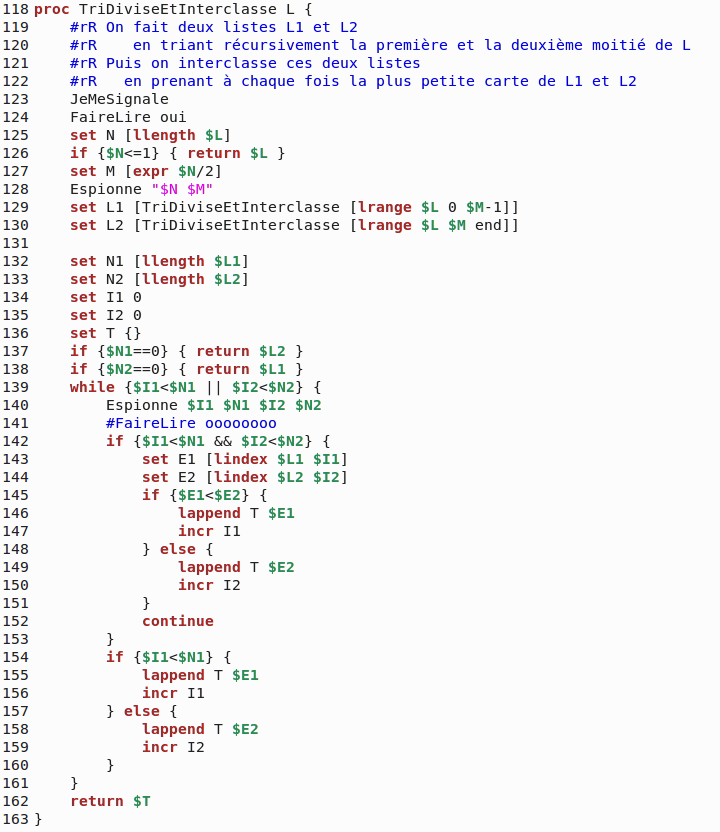 118 proc TriDiviseEtInterclasse L {
119     #rR On fait deux listes L1 et L2
120     #rR    en triant récursivement la première et la deuxième moitié de L
121     #rR Puis on interclasse ces deux listes
122     #rR   en prenant à chaque fois la plus petite carte de L1 et L2
123     JeMeSignale
124     FaireLire oui
125     set N [llength $L]
126     if {$N<=1} { return $L }
127     set M [expr $N/2]
128     Espionne "$N $M"
129     set L1 [TriDiviseEtInterclasse [lrange $L 0 $M-1]]
130     set L2 [TriDiviseEtInterclasse [lrange $L $M end]]
131
132     set N1 [llength $L1]
133     set N2 [llength $L2]
134     set I1 0
135     set I2 0
136     set T {}
137     if {$N1==0} { return $L2 }
138     if {$N2==0} { return $L1 }
139     while {$I1<$N1 || $I2<$N2} {
140         Espionne $I1 $N1 $I2 $N2
141         #FaireLire oooooooo
142         if {$I1<$N1 && $I2<$N2} {
143             set E1 [lindex $L1 $I1]
144             set E2 [lindex $L2 $I2]
145             if {$E1<$E2} {
146                 lappend T $E1
147                 incr I1
148             } else {
149                 lappend T $E2
150                 incr I2
151             }
152             continue
153         }
154         if {$I1<$N1} {
155             lappend T $E1
156             incr I1
157         } else {
158             lappend T $E2
159             incr I2
160         }
161     }
162     return $T
163 }